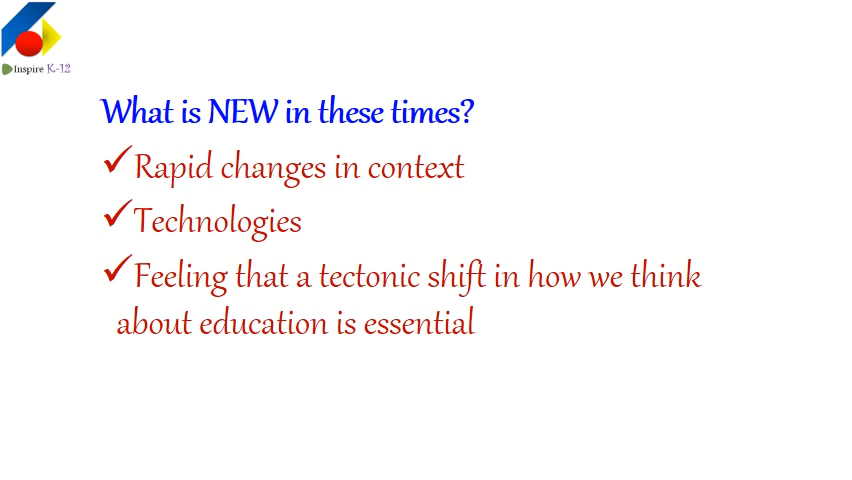 Inspire K-12
What is NEW in these times?
✓Rapid changes in context
✓Technologies
✓Feeling that a tectonic shift in how we think
about education is essential